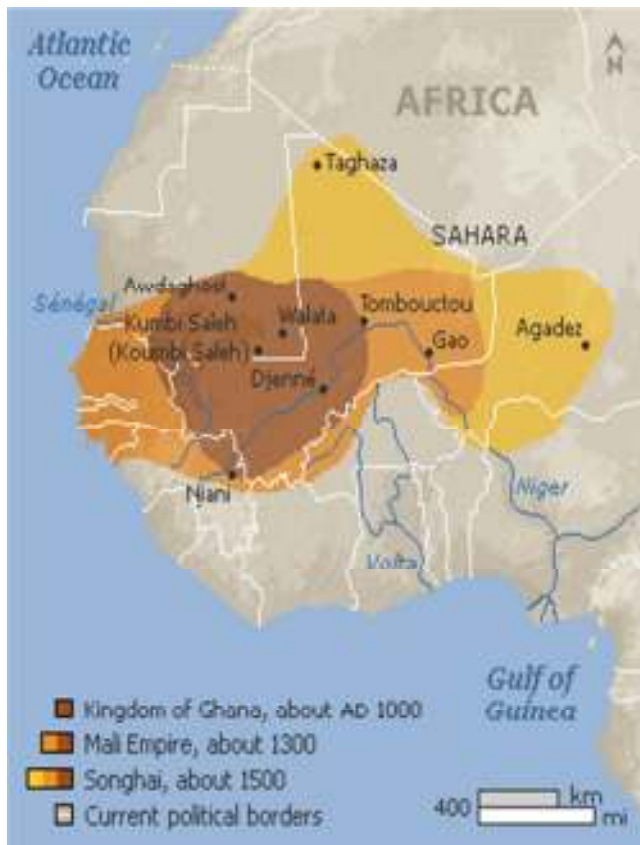 Atlantic
Ocean
N
AFRICA
Taghaza
SAHARA
Awdaghost
Sénégal
Kumbi Saleh
(Koumbi Saleh)
Walata
Tombouctou
Gao
Agadez
Djenné
Niani
Niger
Volta
Gulf of
Guinea
Kingdom of Ghana, about AD 1000
Mali Empire, about 1300
Songhai, about 1500
Current political borders
400
km
mi